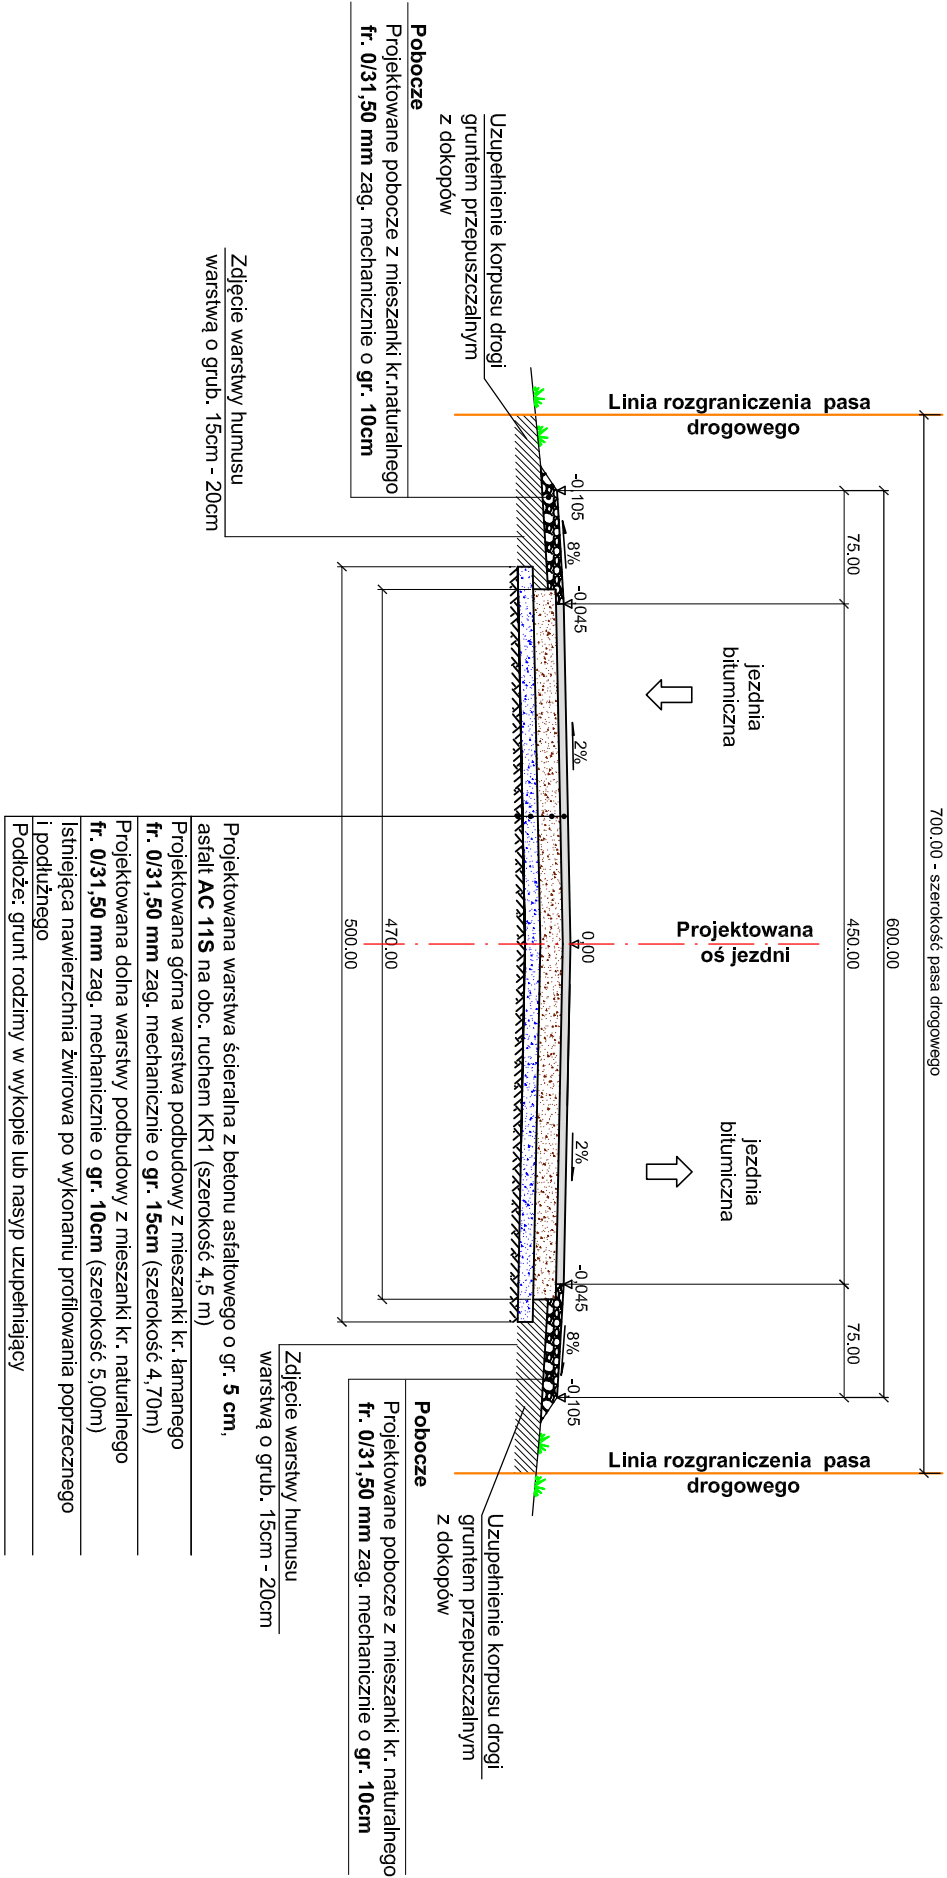 700.00 - szerokość pasa drogowego
600.00
75.00
450.00
75.00
Linia rozgraniczenia pasa
drogowego
jezdnia
bitumiczna
Projektowana
oś jezdni
jezdnia
bitumiczna
Linia rozgraniczenia pasa
drogowego
-0,105
8%
-0,045
2%
0,00
2%
-0,045
8%
-0,105
Uzupełnienie korpusu drogi
gruntem przepuszczalnym
z dokopów
Uzupełnienie korpusu drogi
gruntem przepuszczalnym
z dokopów
Pobocze
Projektowane pobocze z mieszanki kr.naturalnego
fr. 0/31,50 mm zag. mechanicznie o gr. 10cm
470.00
500.00
Pobocze
Projektowane pobocze z mieszanki kr. naturalnego
fr. 0/31,50 mm zag. mechanicznie o gr. 10cm
Zdjęcie warstwy humusu
warstwą o grub. 15cm - 20cm
Zdjęcie warstwy humusu
warstwą o grub. 15cm - 20cm
Projektowana warstwa ścieralna z betonu asfaltowego o gr. 5 cm,
asfalt AC 11S na obc. ruchem KR1 (szerokość 4,5 m)
Projektowana górna warstwa podbudowy z mieszanki kr. łamanego
fr. 0/31,50 mm zag. mechanicznie o gr. 15cm (szerokość 4,70m)
Projektowana dolna warstwy podbudowy z mieszanki kr. naturalnego
fr. 0/31,50 mm zag. mechanicznie o gr. 10cm (szerokość 5,00m)
Istniejąca nawierzchnia żwirowa po wykonaniu profilowania poprzecznego
i podłużnego
Podłoże: grunt rodzimy w wykopie lub nasyp uzupełniający